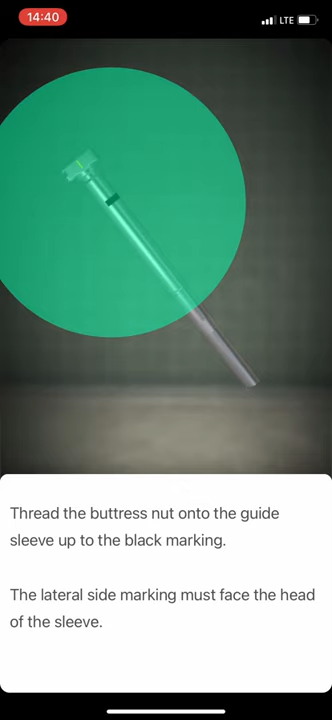 14:40
LTE
Thread the buttress nut onto the guide
sleeve up to the black marking.
The lateral side marking must face the head
of the sleeve.